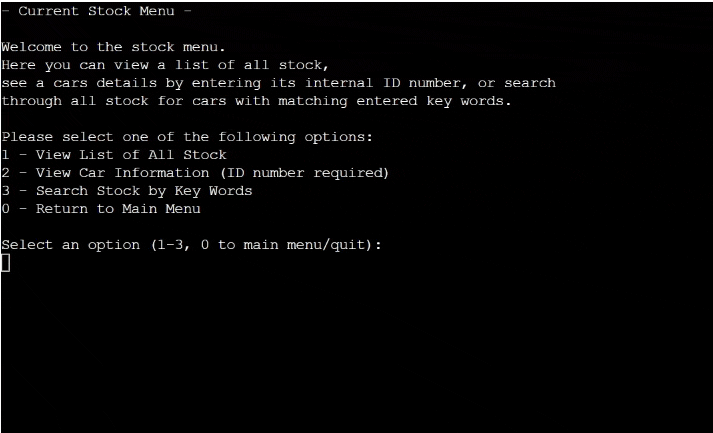 - Current Stock Menu -
Welcome to the stock menu.
Here you can view a list of all stock,
see a cars details by entering its internal ID number, or search
through all stock for cars with matching entered key words.
Please select one of the following options:
1 - View List of All Stock
2 - View Car Information (ID number required)
3 - Search Stock by Key Words
0 - Return to Main Menu
Select an option (1-3, 0 to main menu/quit):